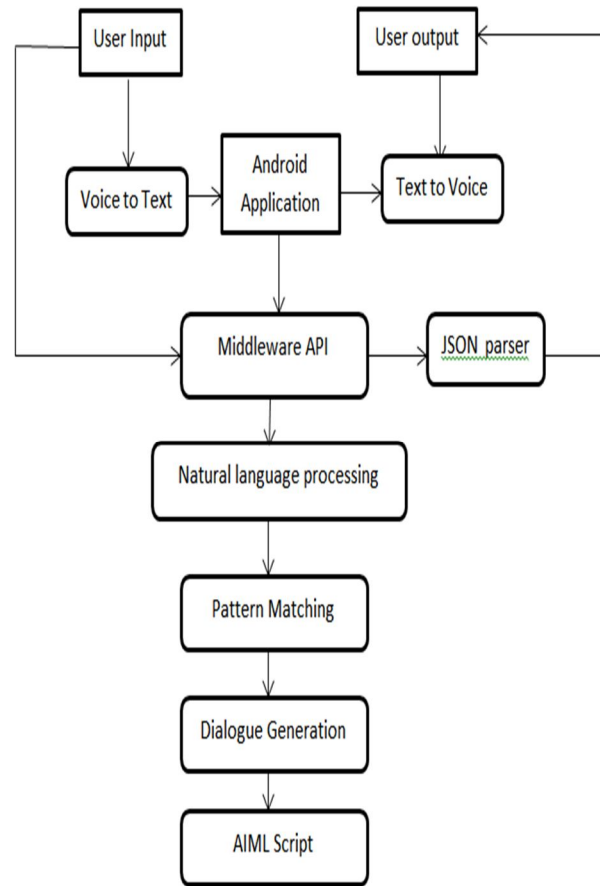 User Input
User output
Voice to Text
Android
Application
Text to Voice
Middleware API
JSON parser
Natural language processing
Pattern Matching
Dialogue Generation
AIML Script